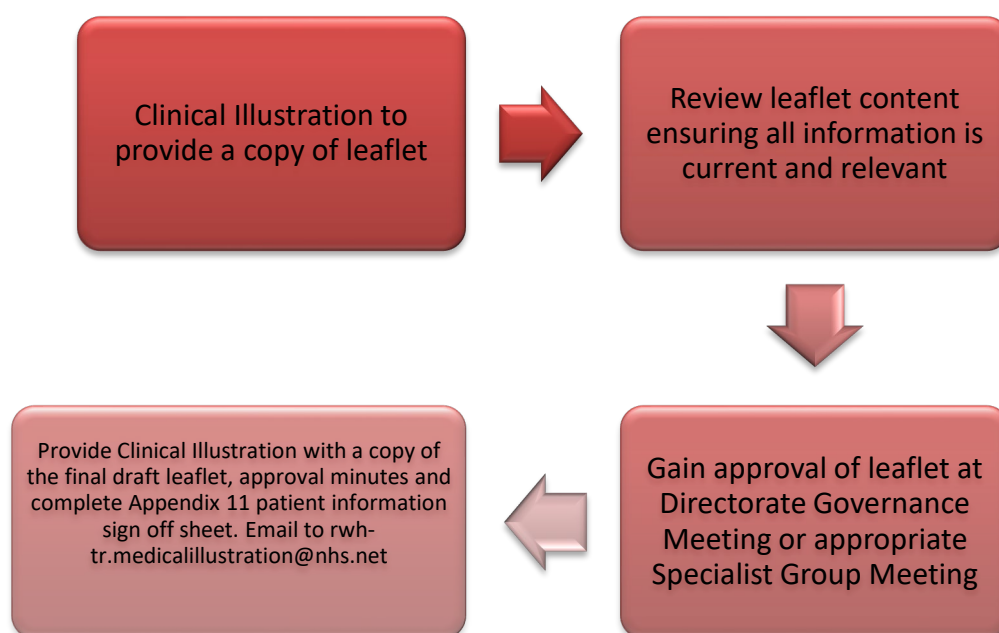 Clinical Illustration to
provide a copy of leaflet
Review leaflet content
ensuring all information is
current and relevant
Gain approval of leaflet at
Directorate Governance
Meeting or appropriate
Specialist Group Meeting
Provide Clinical Illustration with a copy of
the final draft leaflet, approval minutes and
complete Appendix 11 patient information
sign off sheet. Email to rwh-
tr.medicalillustration@nhs.net